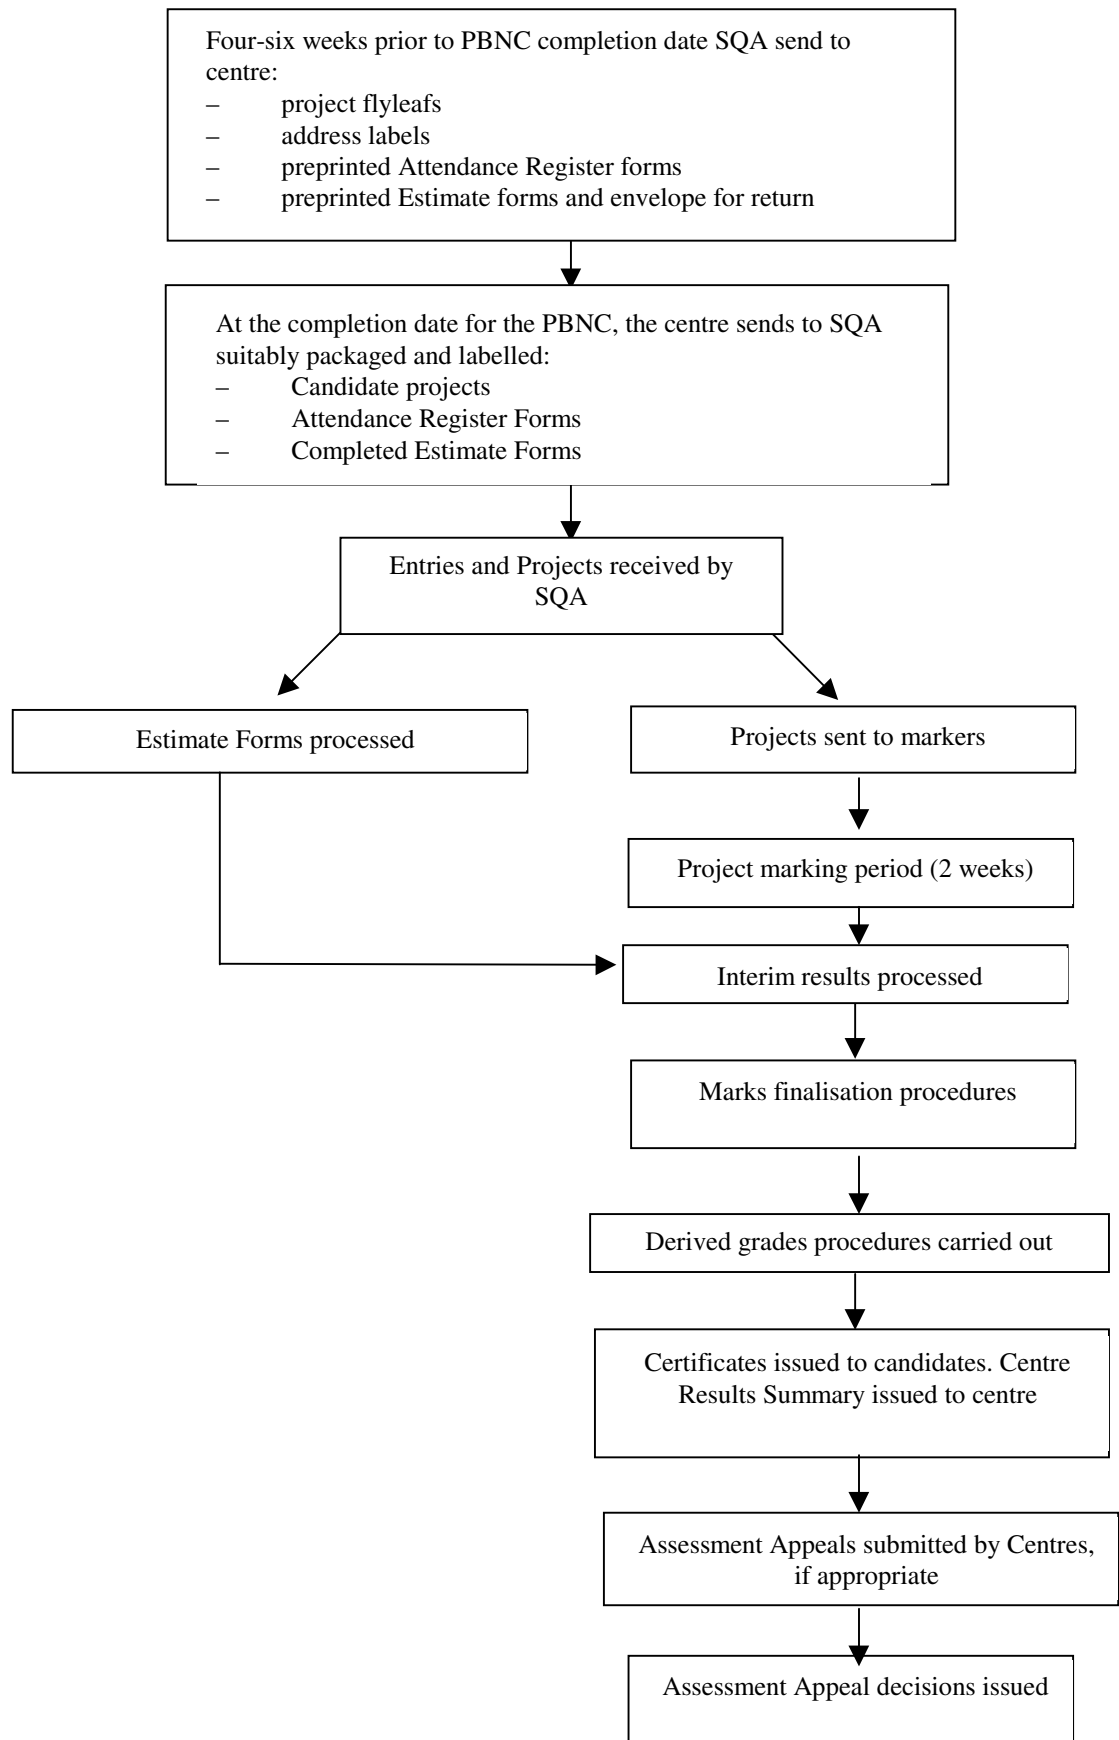 Four-six weeks prior to PBNC completion date SQA send to
centre:
– project flyleafs
– address labels
– preprinted Attendance Register forms
– preprinted Estimate forms and envelope for return
At the completion date for the PBNC, the centre sends to SQA
suitably packaged and labelled:
– Candidate projects
– Attendance Register Forms
– Completed Estimate Forms
Entries and Projects received by
SQA
Estimate Forms processed
Projects sent to markers
Project marking period (2 weeks)
Interim results processed
Marks finalisation procedures
Derived grades procedures carried out
Certificates issued to candidates. Centre
Results Summary issued to centre
Assessment Appeals submitted by Centres,
if appropriate
Assessment Appeal decisions issued